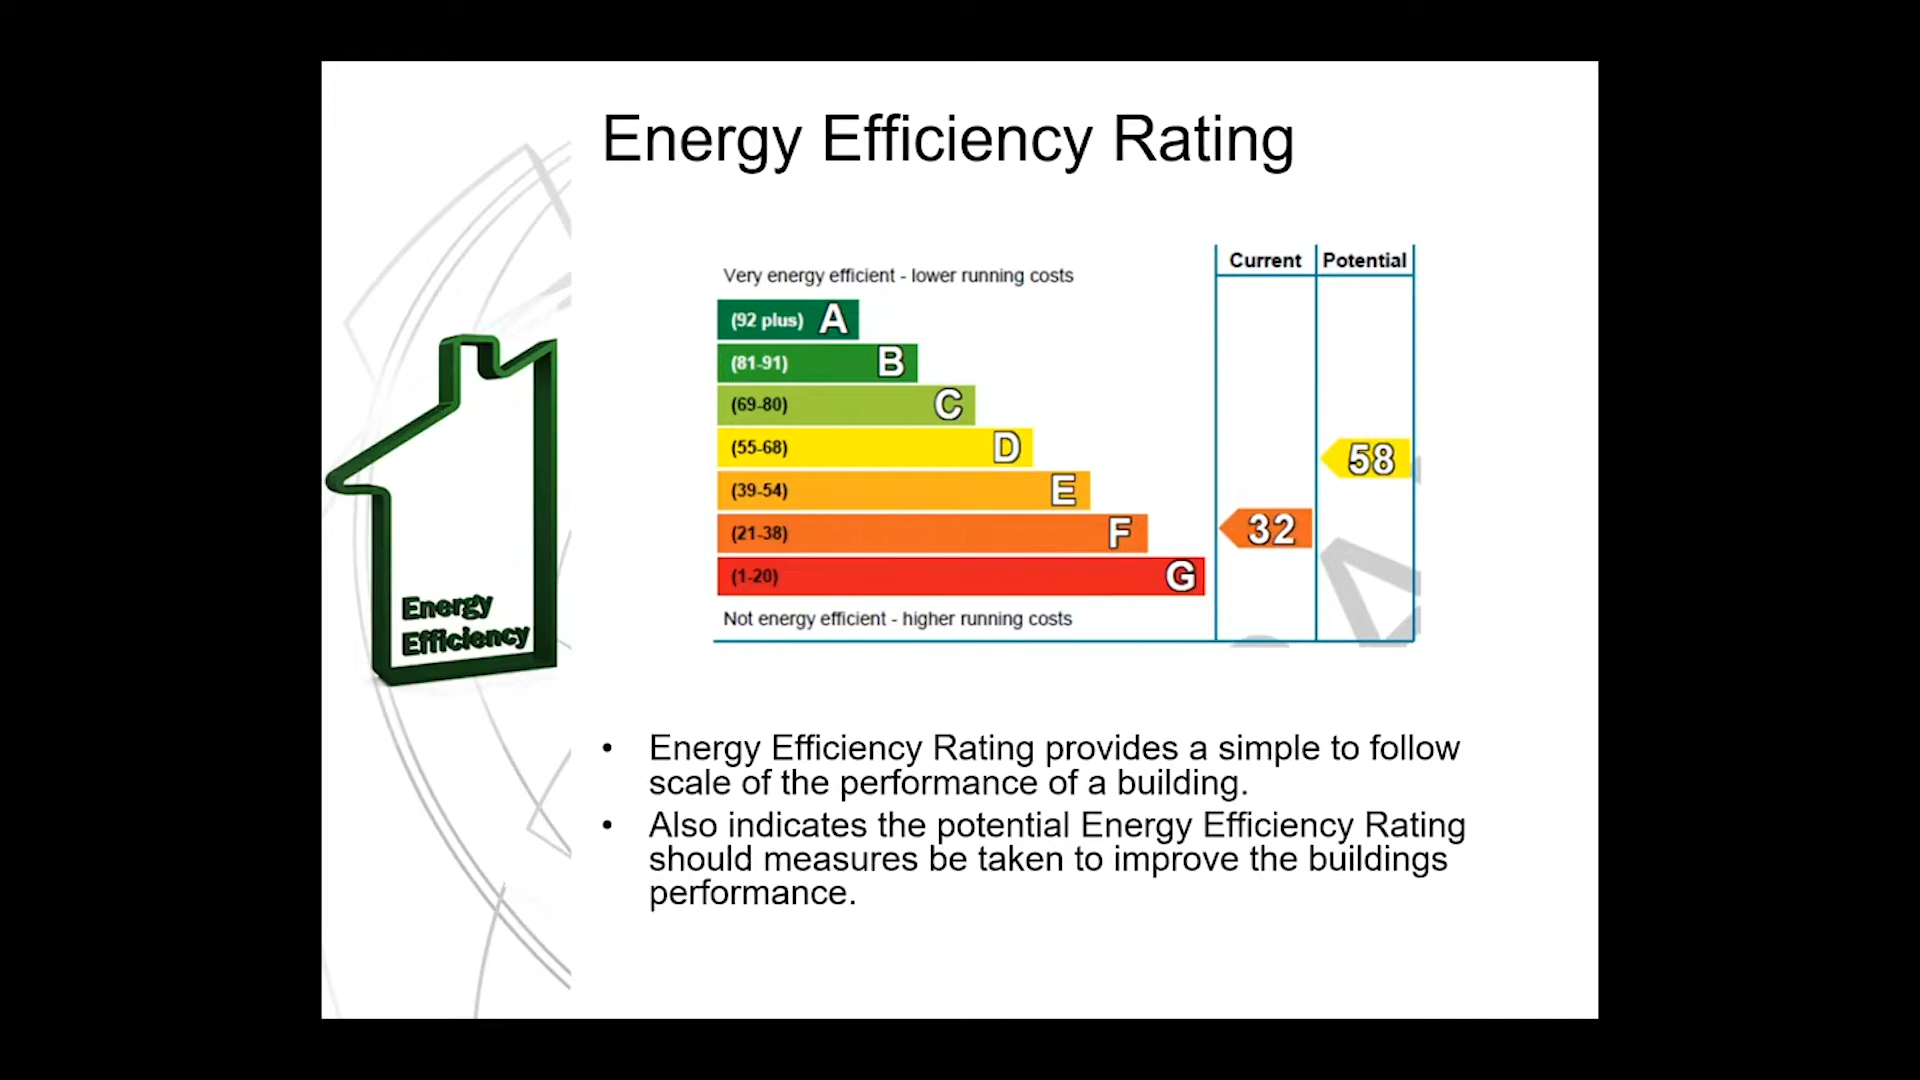 Energy Efficiency Rating
Current Potential
Very energy efficient - lower running costs
(92 plus) A
(81-91) B
(69-80) C
(55-68) D
58
(39-54) E
(21-38) F
32
(1-20) G
Not energy efficient - higher running costs
Energy
Efficiency
• Energy Efficiency Rating provides a simple to follow
scale of the performance of a building.
• Also indicates the potential Energy Efficiency Rating
should measures be taken to improve the buildings
performance.